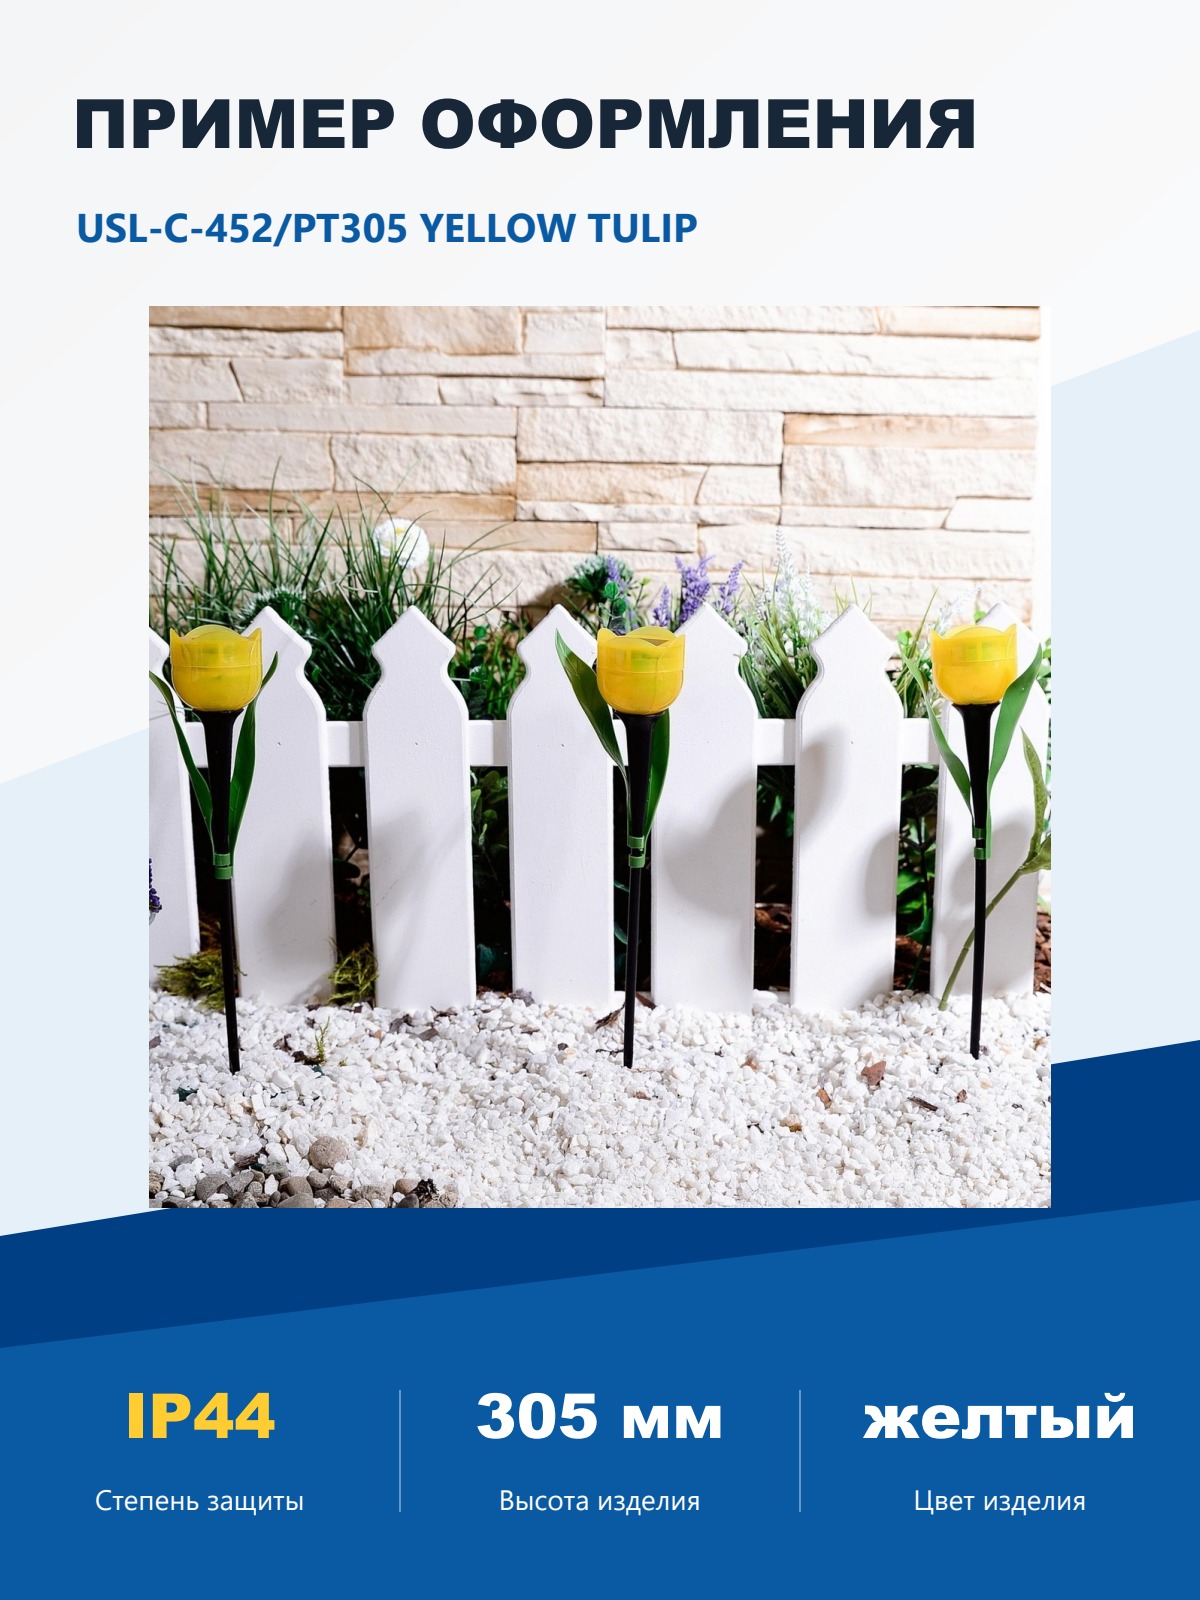 ПРИМЕР ОФОРМЛЕНИЯ
USL-C-452/PT305 YELLOW TULIP
IP44
Степень защиты
305 мм
Высота изделия
желтый
Цвет изделия